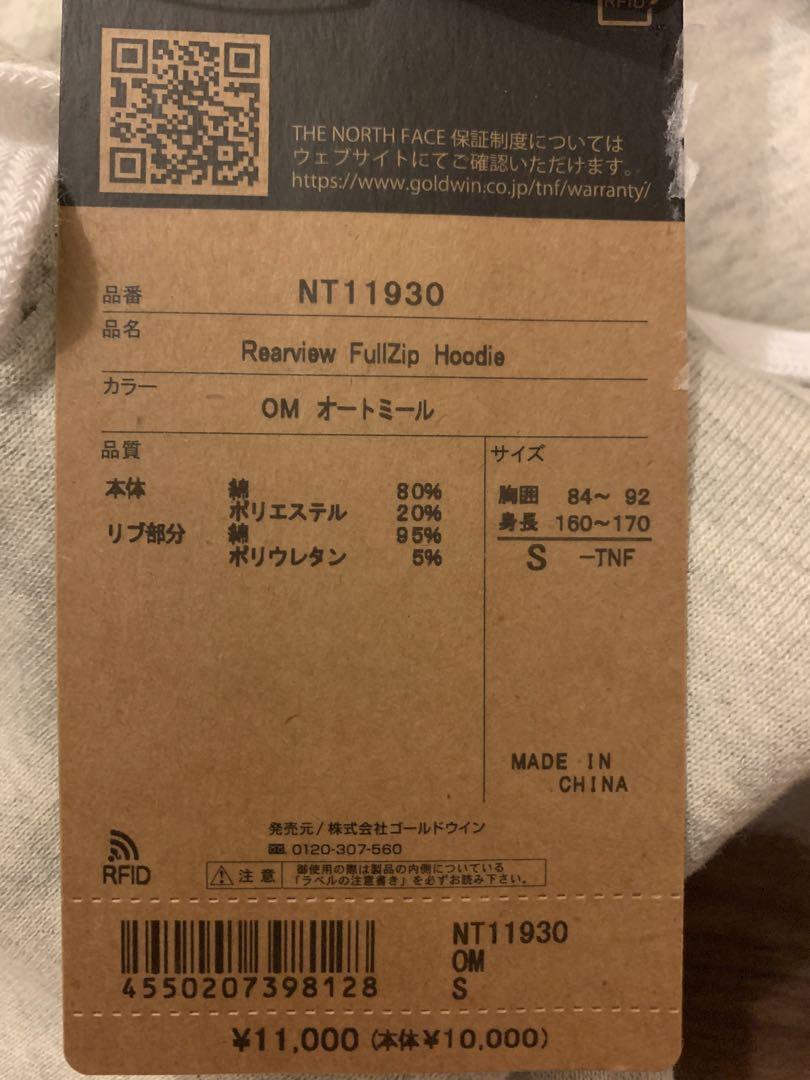 RFID
THE NORTH FACE 保証制度については
ウェブサイトにてご確認いただけます。
https://www.goldwin.co.jp/tnf/warranty/
品番 NT11930
品名
Rearview FullZip Hoodie
カラー
OM オートミール
品質
本体 綿 80%
ポリエステル 20%
リブ部分 綿 95%
ポリウレタン 5%
サイズ
胸囲 84～ 92
身長 160～170
S -TNF
MADE IN
CHINA
発売元/株式会社ゴールドウイン
0120-307-560
RFID
注意
御使用の際は製品の内側についている
「ラベルの注意書き」を必ずお読み下さい。
4550207398128
NT11930
OM
S
¥11,000 (本体¥10,000)